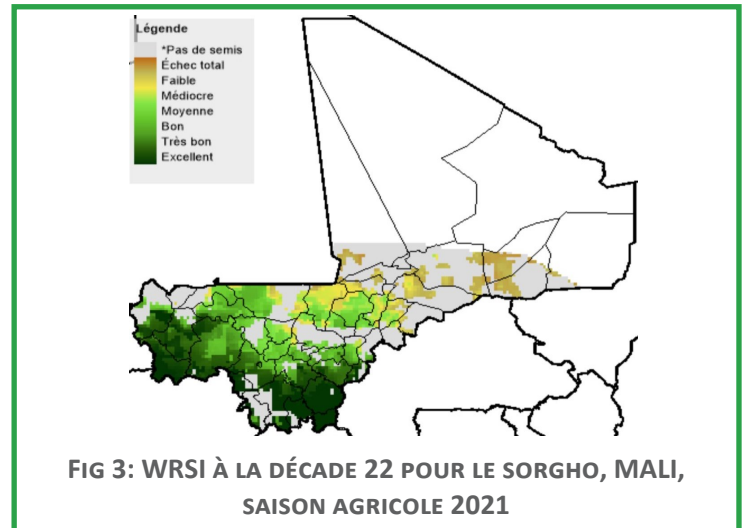 Légende
*Pas de semis
Échec total
Faible
Médiocre
Moyenne
Bon
Très bon
Excellent
FIG 3: WRSI À LA DÉCADE 22 POUR LE SORGHO, MALI,
SAISON AGRICOLE 2021